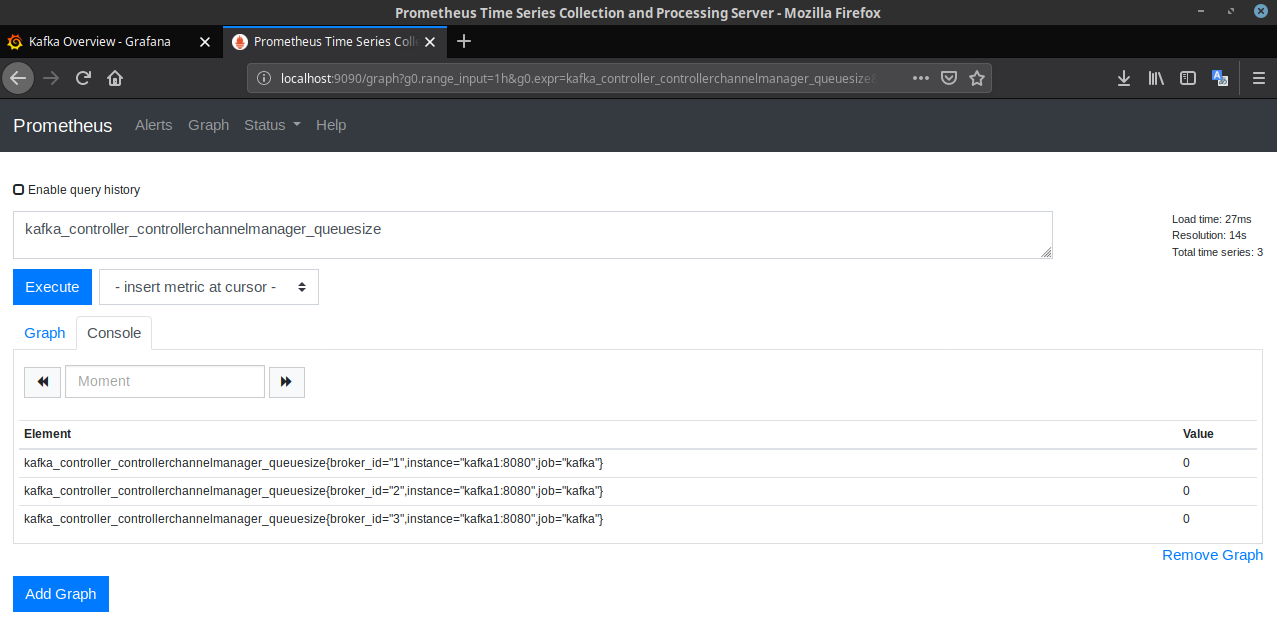 Prometheus Time Series Collection and Processing Server - Mozilla Firefox
Kafka Overview - Grafana
Prometheus Time Series Coll
localhost:9090/graph?g0.range_input=1h&g0.expr=kafka_controller_controllerchannelmanager_queuesize&
Prometheus Alerts Graph Status Help
Enable query history
kafka_controller_controllerchannelmanager_queuesize
Load time: 27ms
Resolution: 14s
Total time series: 3
Execute
- insert metric at cursor -
Graph Console
Moment
Element Value
kafka_controller_controllerchannelmanager_queuesize{broker_id="1",instance="kafka1:8080",job="kafka"} 0
kafka_controller_controllerchannelmanager_queuesize{broker_id="2",instance="kafka1:8080",job="kafka"} 0
kafka_controller_controllerchannelmanager_queuesize{broker_id="3",instance="kafka1:8080",job="kafka"} 0
Remove Graph
Add Graph